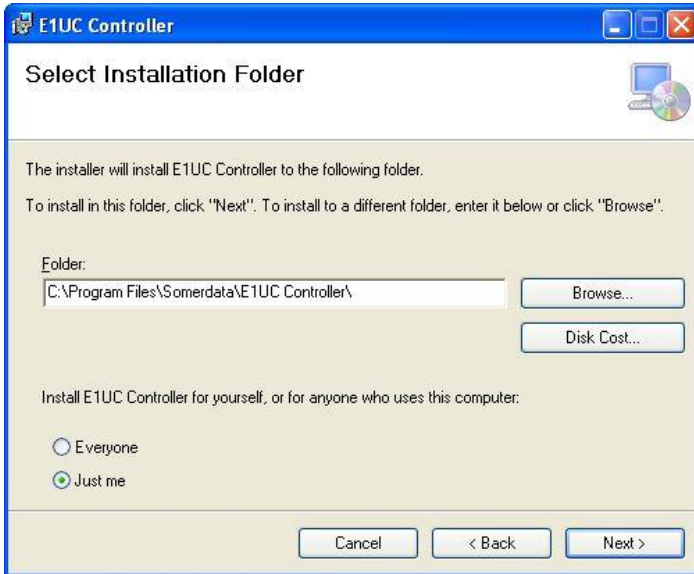 E1UC Controller
Select Installation Folder
The installer will install E1UC Controller to the following folder.
To install in this folder, click "Next". To install to a different folder, enter it below or click "Browse".
Folder:
C:\Program Files\Somerdata\E1UC Controller\
Browse...
Disk Cost...
Install E1UC Controller for yourself, or for anyone who uses this computer:
Everyone
Just me
Cancel
< Back
Next >